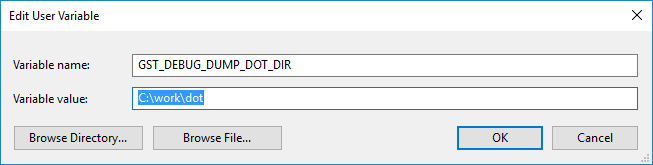 Edit User Variable
Variable name: GST_DEBUG_DUMP_DOT_DIR
Variable value: C:\work\dot
Browse Directory... Browse File... OK Cancel